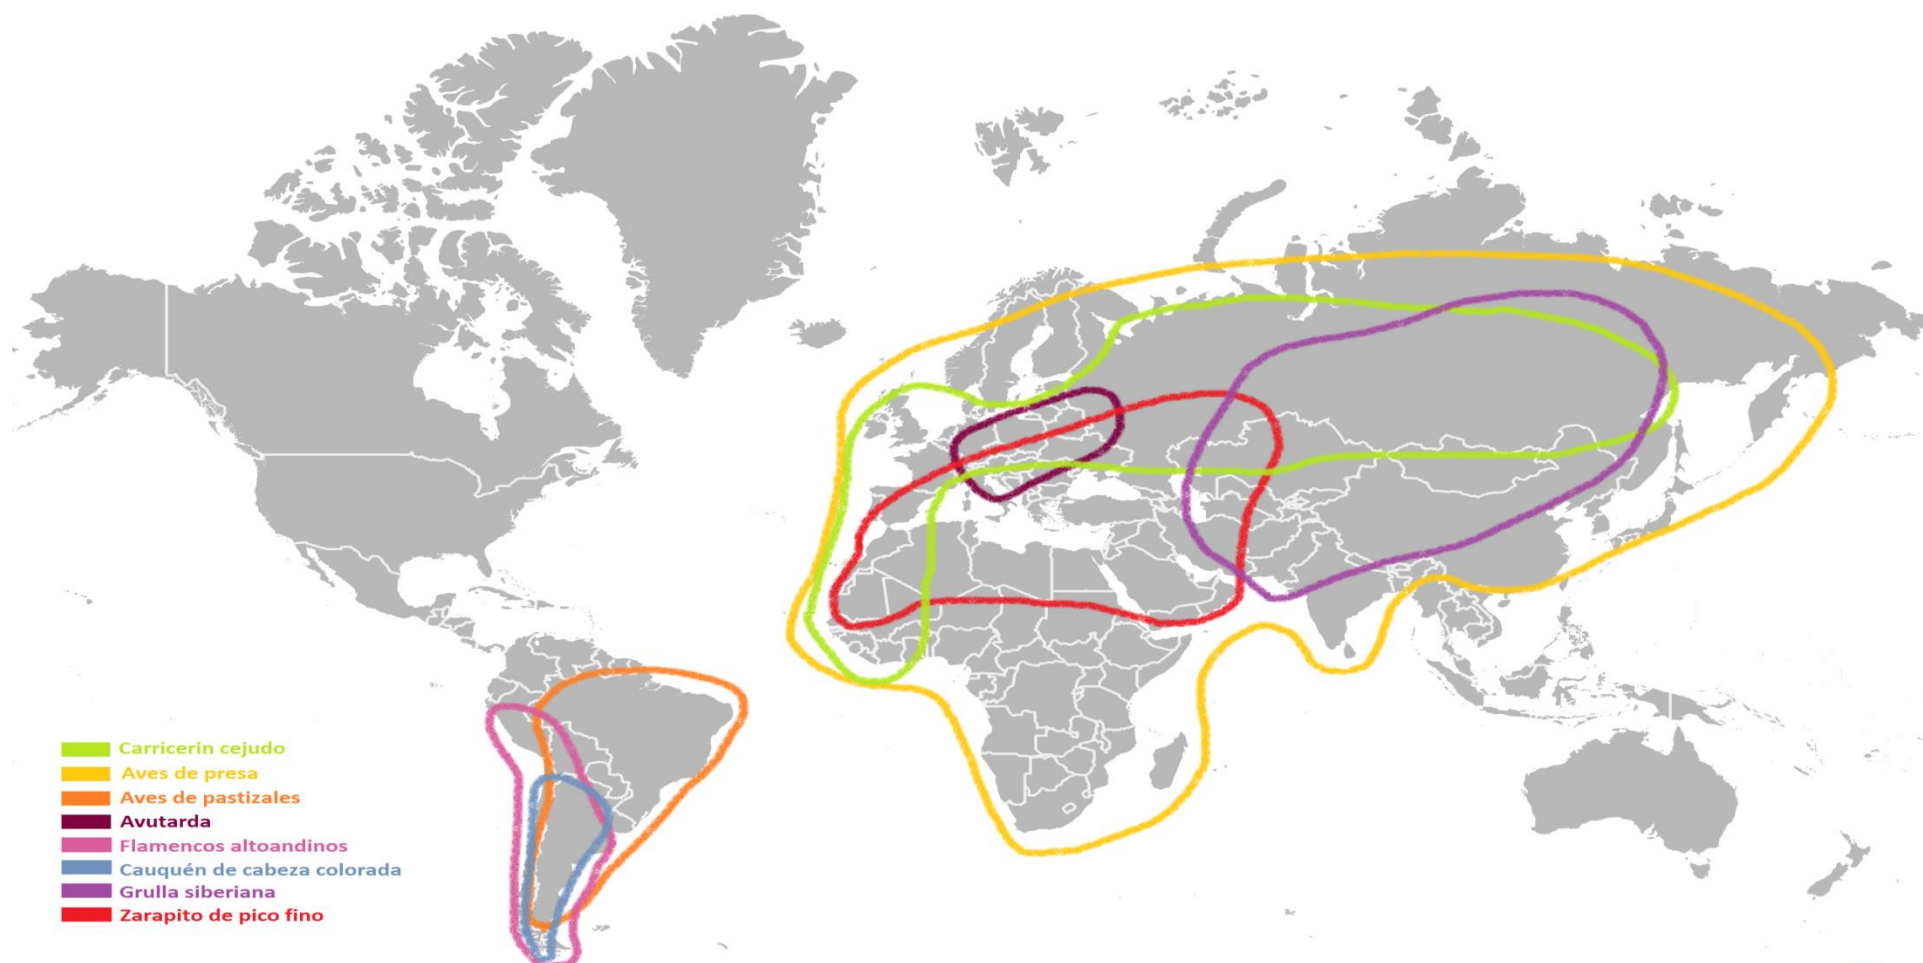 Carricerin cejudo
Aves de presa
Aves de pastizales
Avutarda
Flamencos altoandinos
Cauquén de cabeza colorada
Grulla siberiana
Zarapito de pico fino